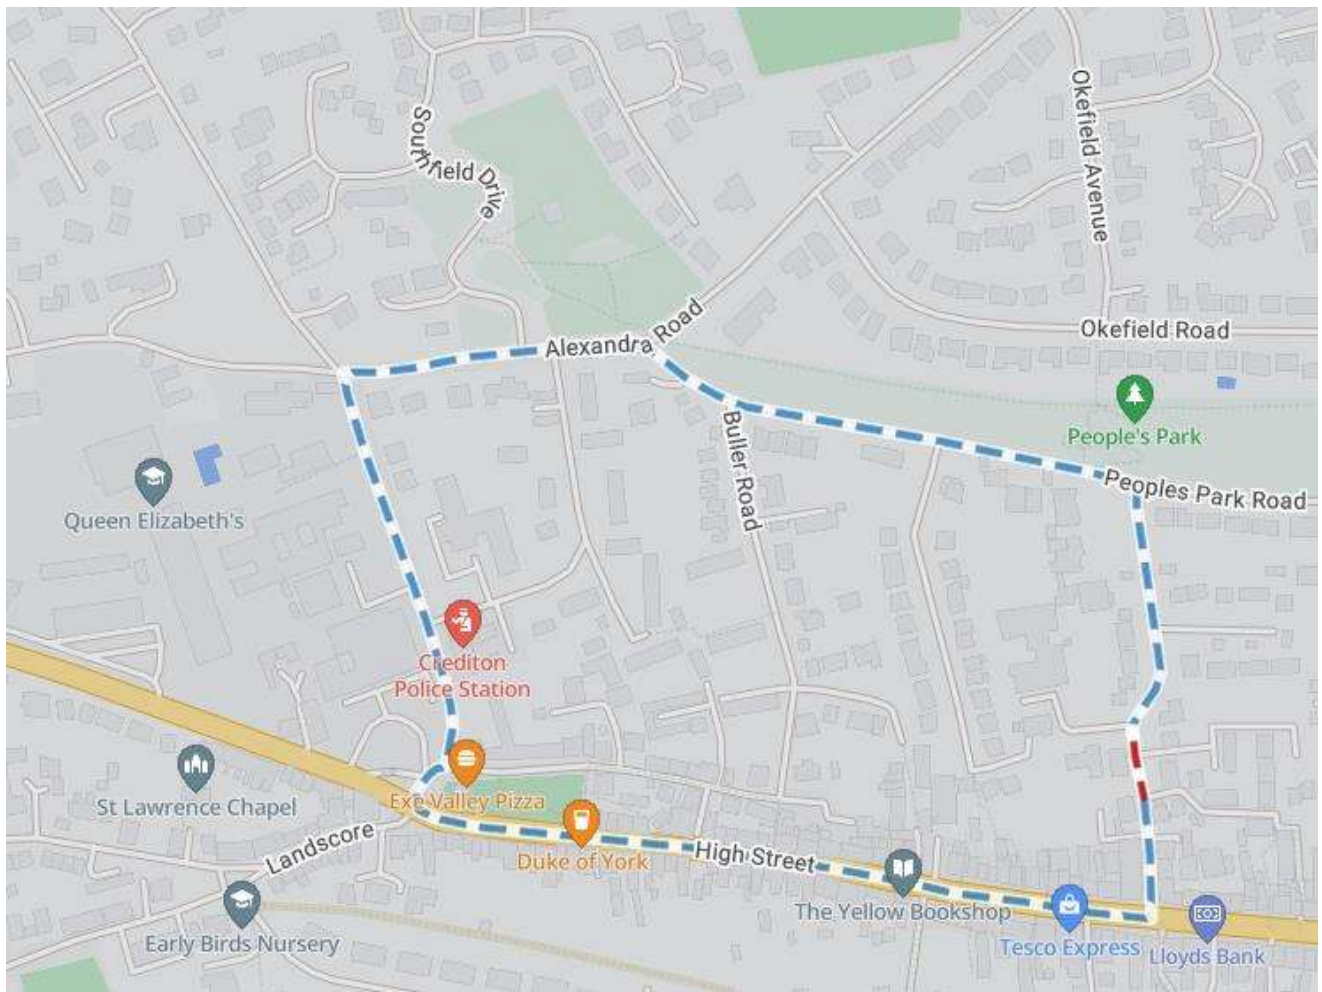 Okefield Avenue
Southfield Drive
Alexandra Road
Okefield Road
People's Park
Buller Road
Peoples Park Road
Queen Elizabeth's
Crediton
Police Station
St Lawrence Chapel
Exe Valley Pizza
Landscore
Duke of York
High Street
The Yellow Bookshop
Early Birds Nursery
Tesco Express
Lloyds Bank